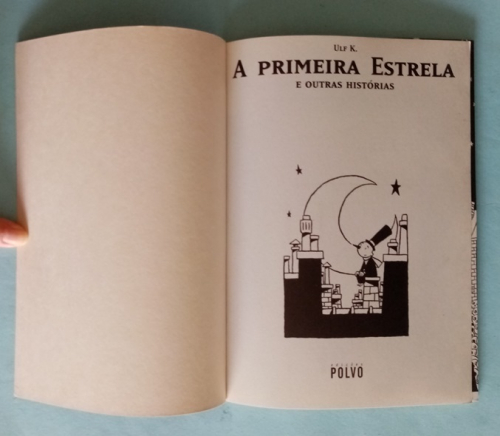 Ulf K.
A PRIMEIRA ESTRELA
E OUTRAS HISTÓRIAS
POLVO